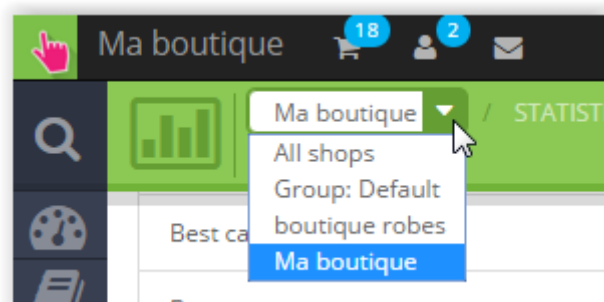 Ma boutique 18 2
Ma boutique / STATIST
All shops
Group: Default
boutique robes
Best ca
Ma boutique